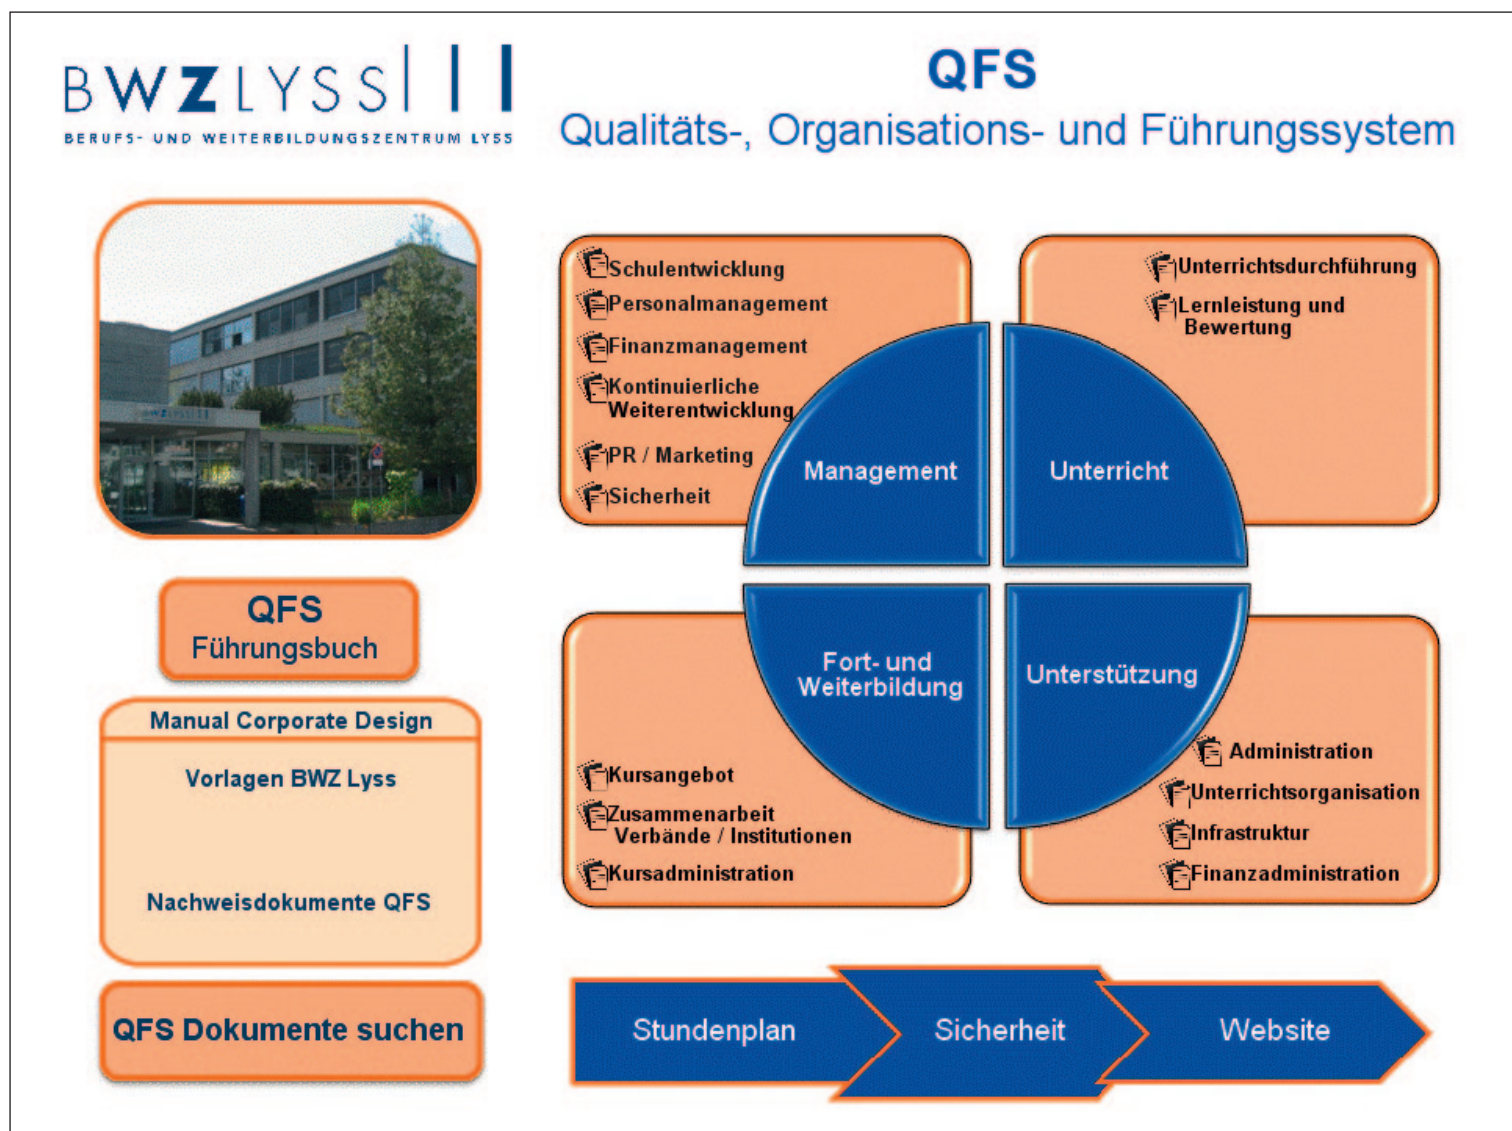 BWZLYSS
BERUFS- UND WEITERBILDUNGSZENTRUM LYSS
QFS
Qualitäts-, Organisations- und Führungssystem
BWZLYSS
QFS
Führungsbuch
Manual Corporate Design
Vorlagen BWZ Lyss
Nachweisdokumente QFS
QFS Dokumente suchen
Schulentwicklung
Personalmanagement
Finanzmanagement
Kontinuierliche
Weiterentwicklung
PR / Marketing
Sicherheit
Management
Unterrichtsdurchführung
Lernleistung und
Bewertung
Unterricht
Fort- und
Weiterbildung
Kursangebot
Zusammenarbeit
Verbände / Institutionen
Kursadministration
Unterstützung
Administration
Unterrichtsorganisation
Infrastruktur
Finanzadministration
Stundenplan
Sicherheit
Website